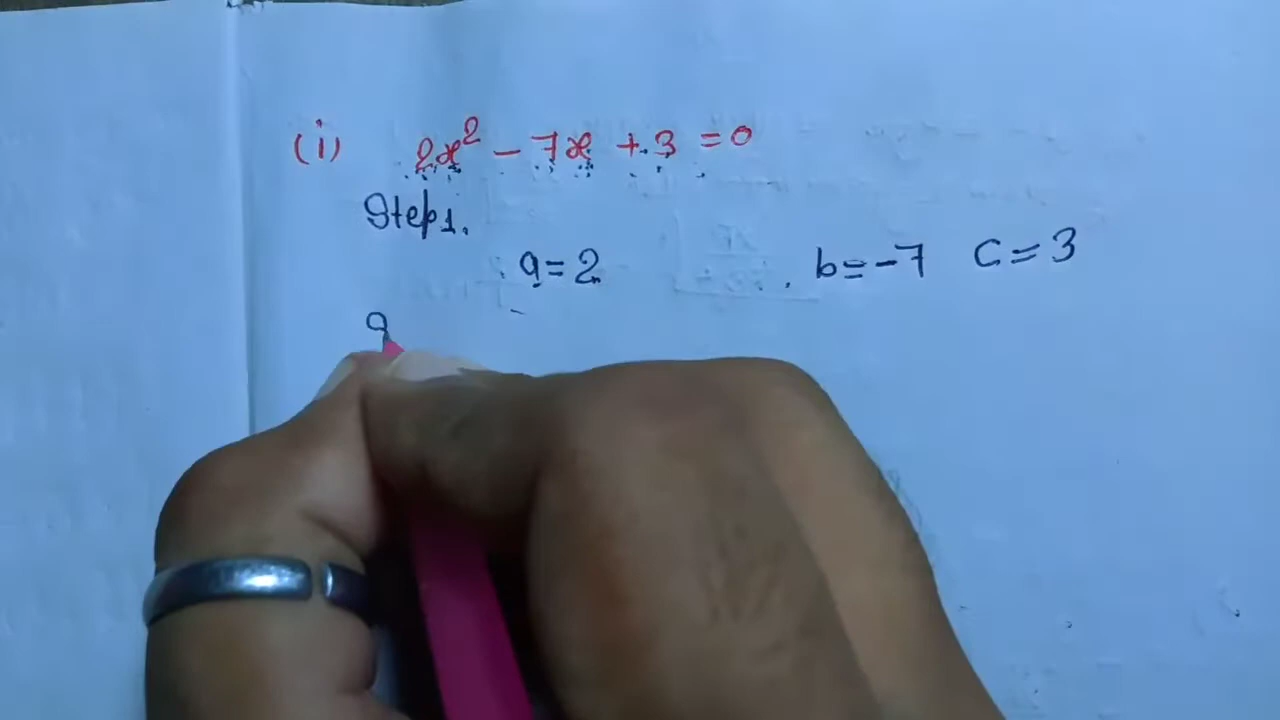 (i) 2x² - 7x + 3 = 0
Step1.
a = 2 b = -7 C = 3
a